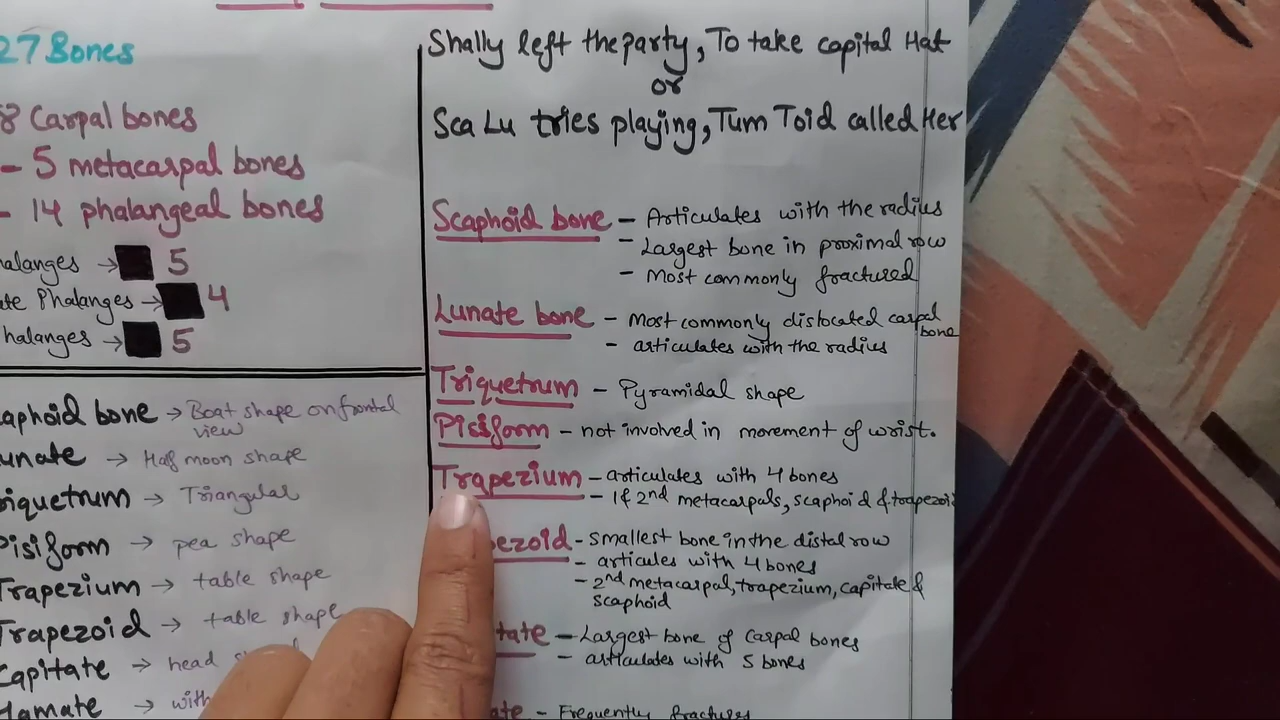 27 Bones
8 Carpal bones
- 5 metacarpal bones
- 14 phalangeal bones
halanges → 5
ate Phalanges → 4
halanges → 5
aphoid bone → Boat shape on frontal
view
unate → Half moon shape
iquetrum → Triangular
Pisiform → pea shape
Trapezium → table shape
Trapezoid → table shape
Capitate → head
Hamate → with
Shally left the party, To take capital Hat
or
Sca Lu tries playing, Tum Toid called Her
Scaphoid bone - Articulates with the radius
- Largest bone in proximal row
- Most commonly fractured
Lunate bone - Most commonly dislocated carpal
bone
- articulates with the radius
Triquetrum - Pyramidal shape
Pisiform - not involved in movement of wrist.
Trapezium - articulates with 4 bones
- 1 & 2nd metacarpals, scaphoid & trapezoi
ezoid - smallest bone in the distal row
- articules with 4 bones
- 2nd metacarpal, trapezium, capitate &
scaphoid
tate - Largest bone of carpal bones
- articulates with 5 bones
ate - Frequently fractures